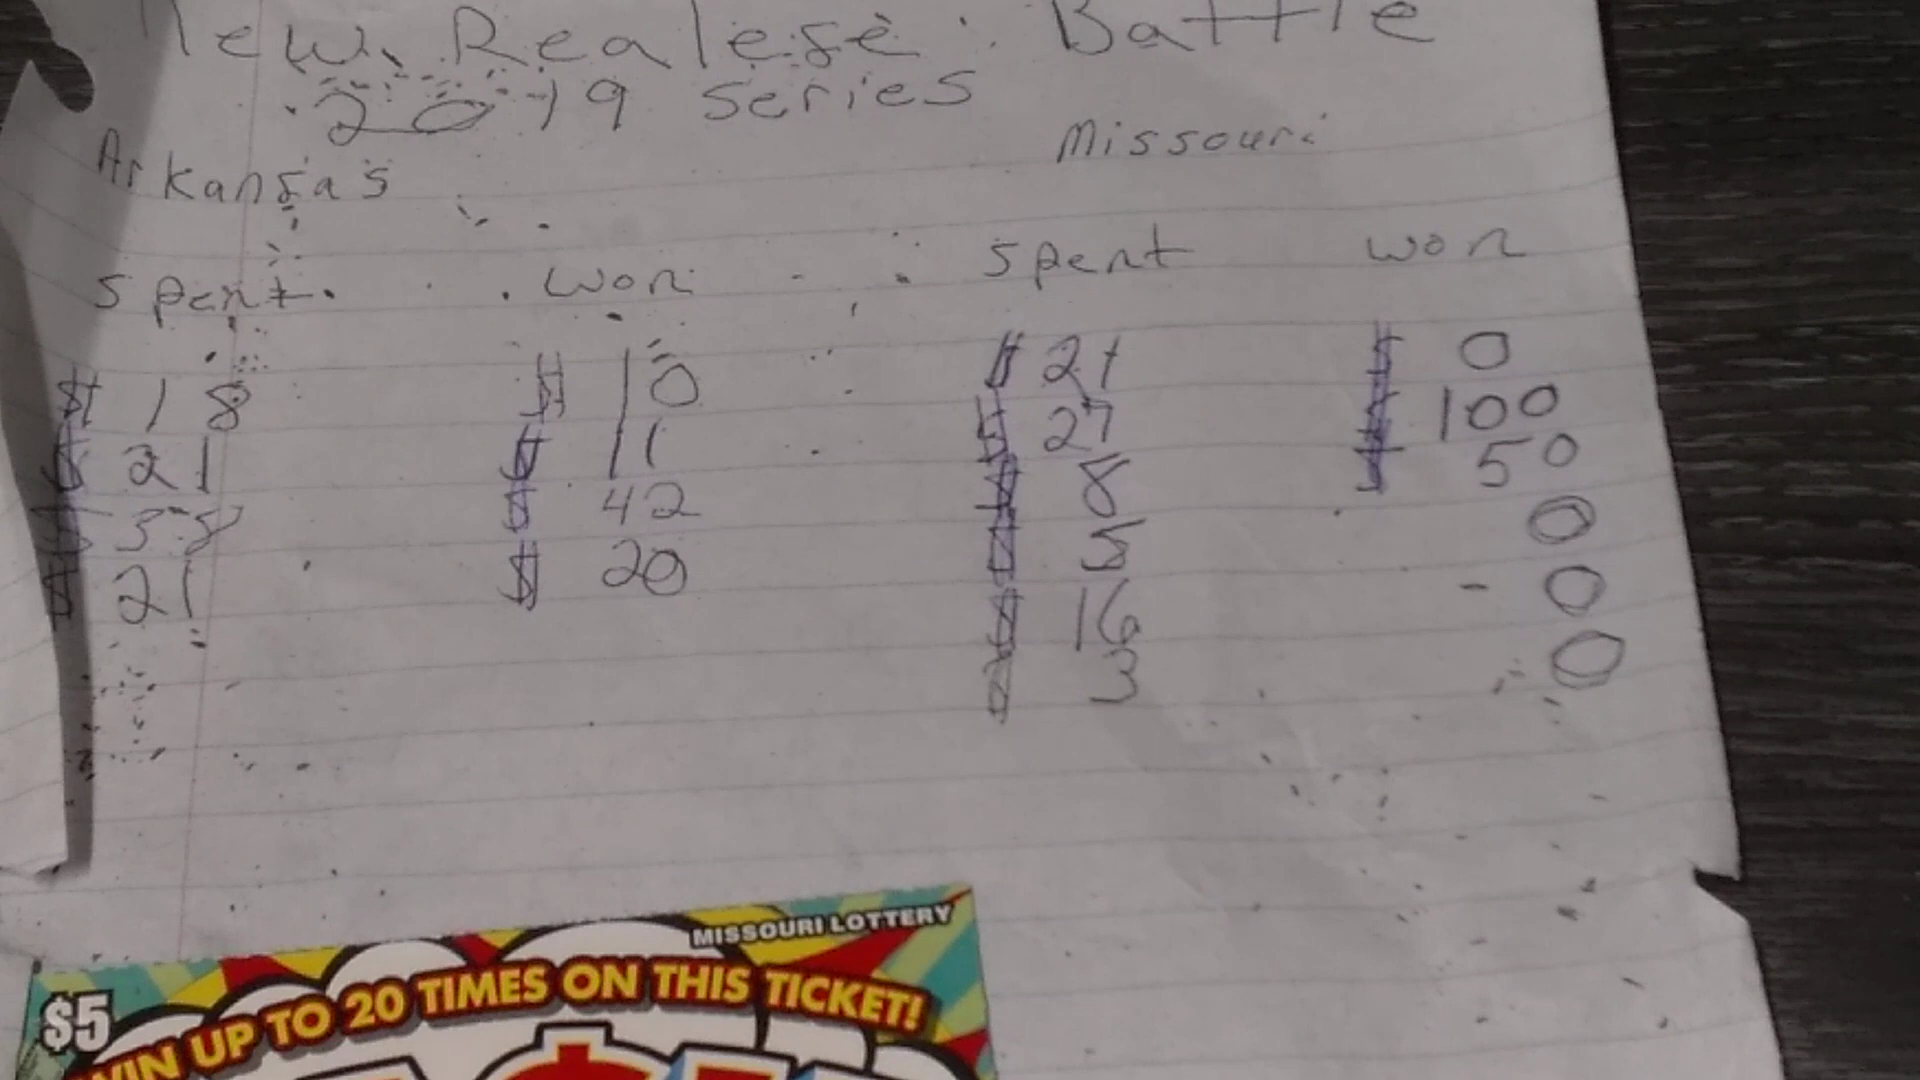 New Realese Battle
2019 series
Arkansas Missouri
Spent won Spent won
$ 18 $ 10 $ 21 $ 0
$ 21 $ 11 $ 27 $ 100
$ 38 $ 42 $ 8 $ 50
$ 21 $ 20 $ 5 0
$ 16 0
$ 3 0
MISSOURI LOTTERY
$5
WIN UP TO 20 TIMES ON THIS TICKET!